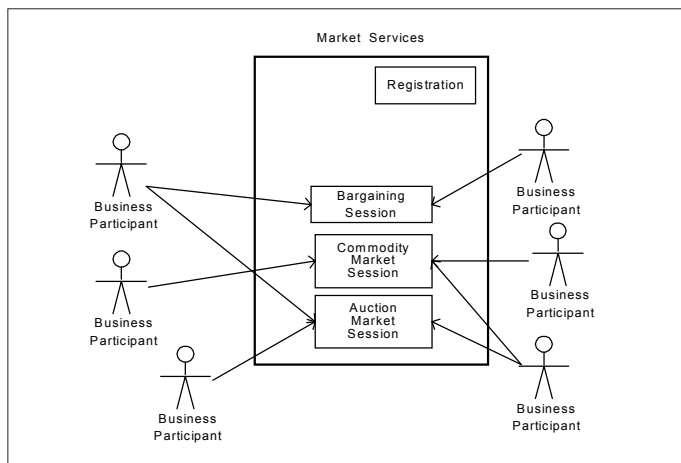 Market Services
Registration
Business
Participant
Business
Participant
Bargaining
Session
Commodity
Market
Session
Business
Participant
Business
Participant
Auction
Market
Session
Business
Participant
Business
Participant